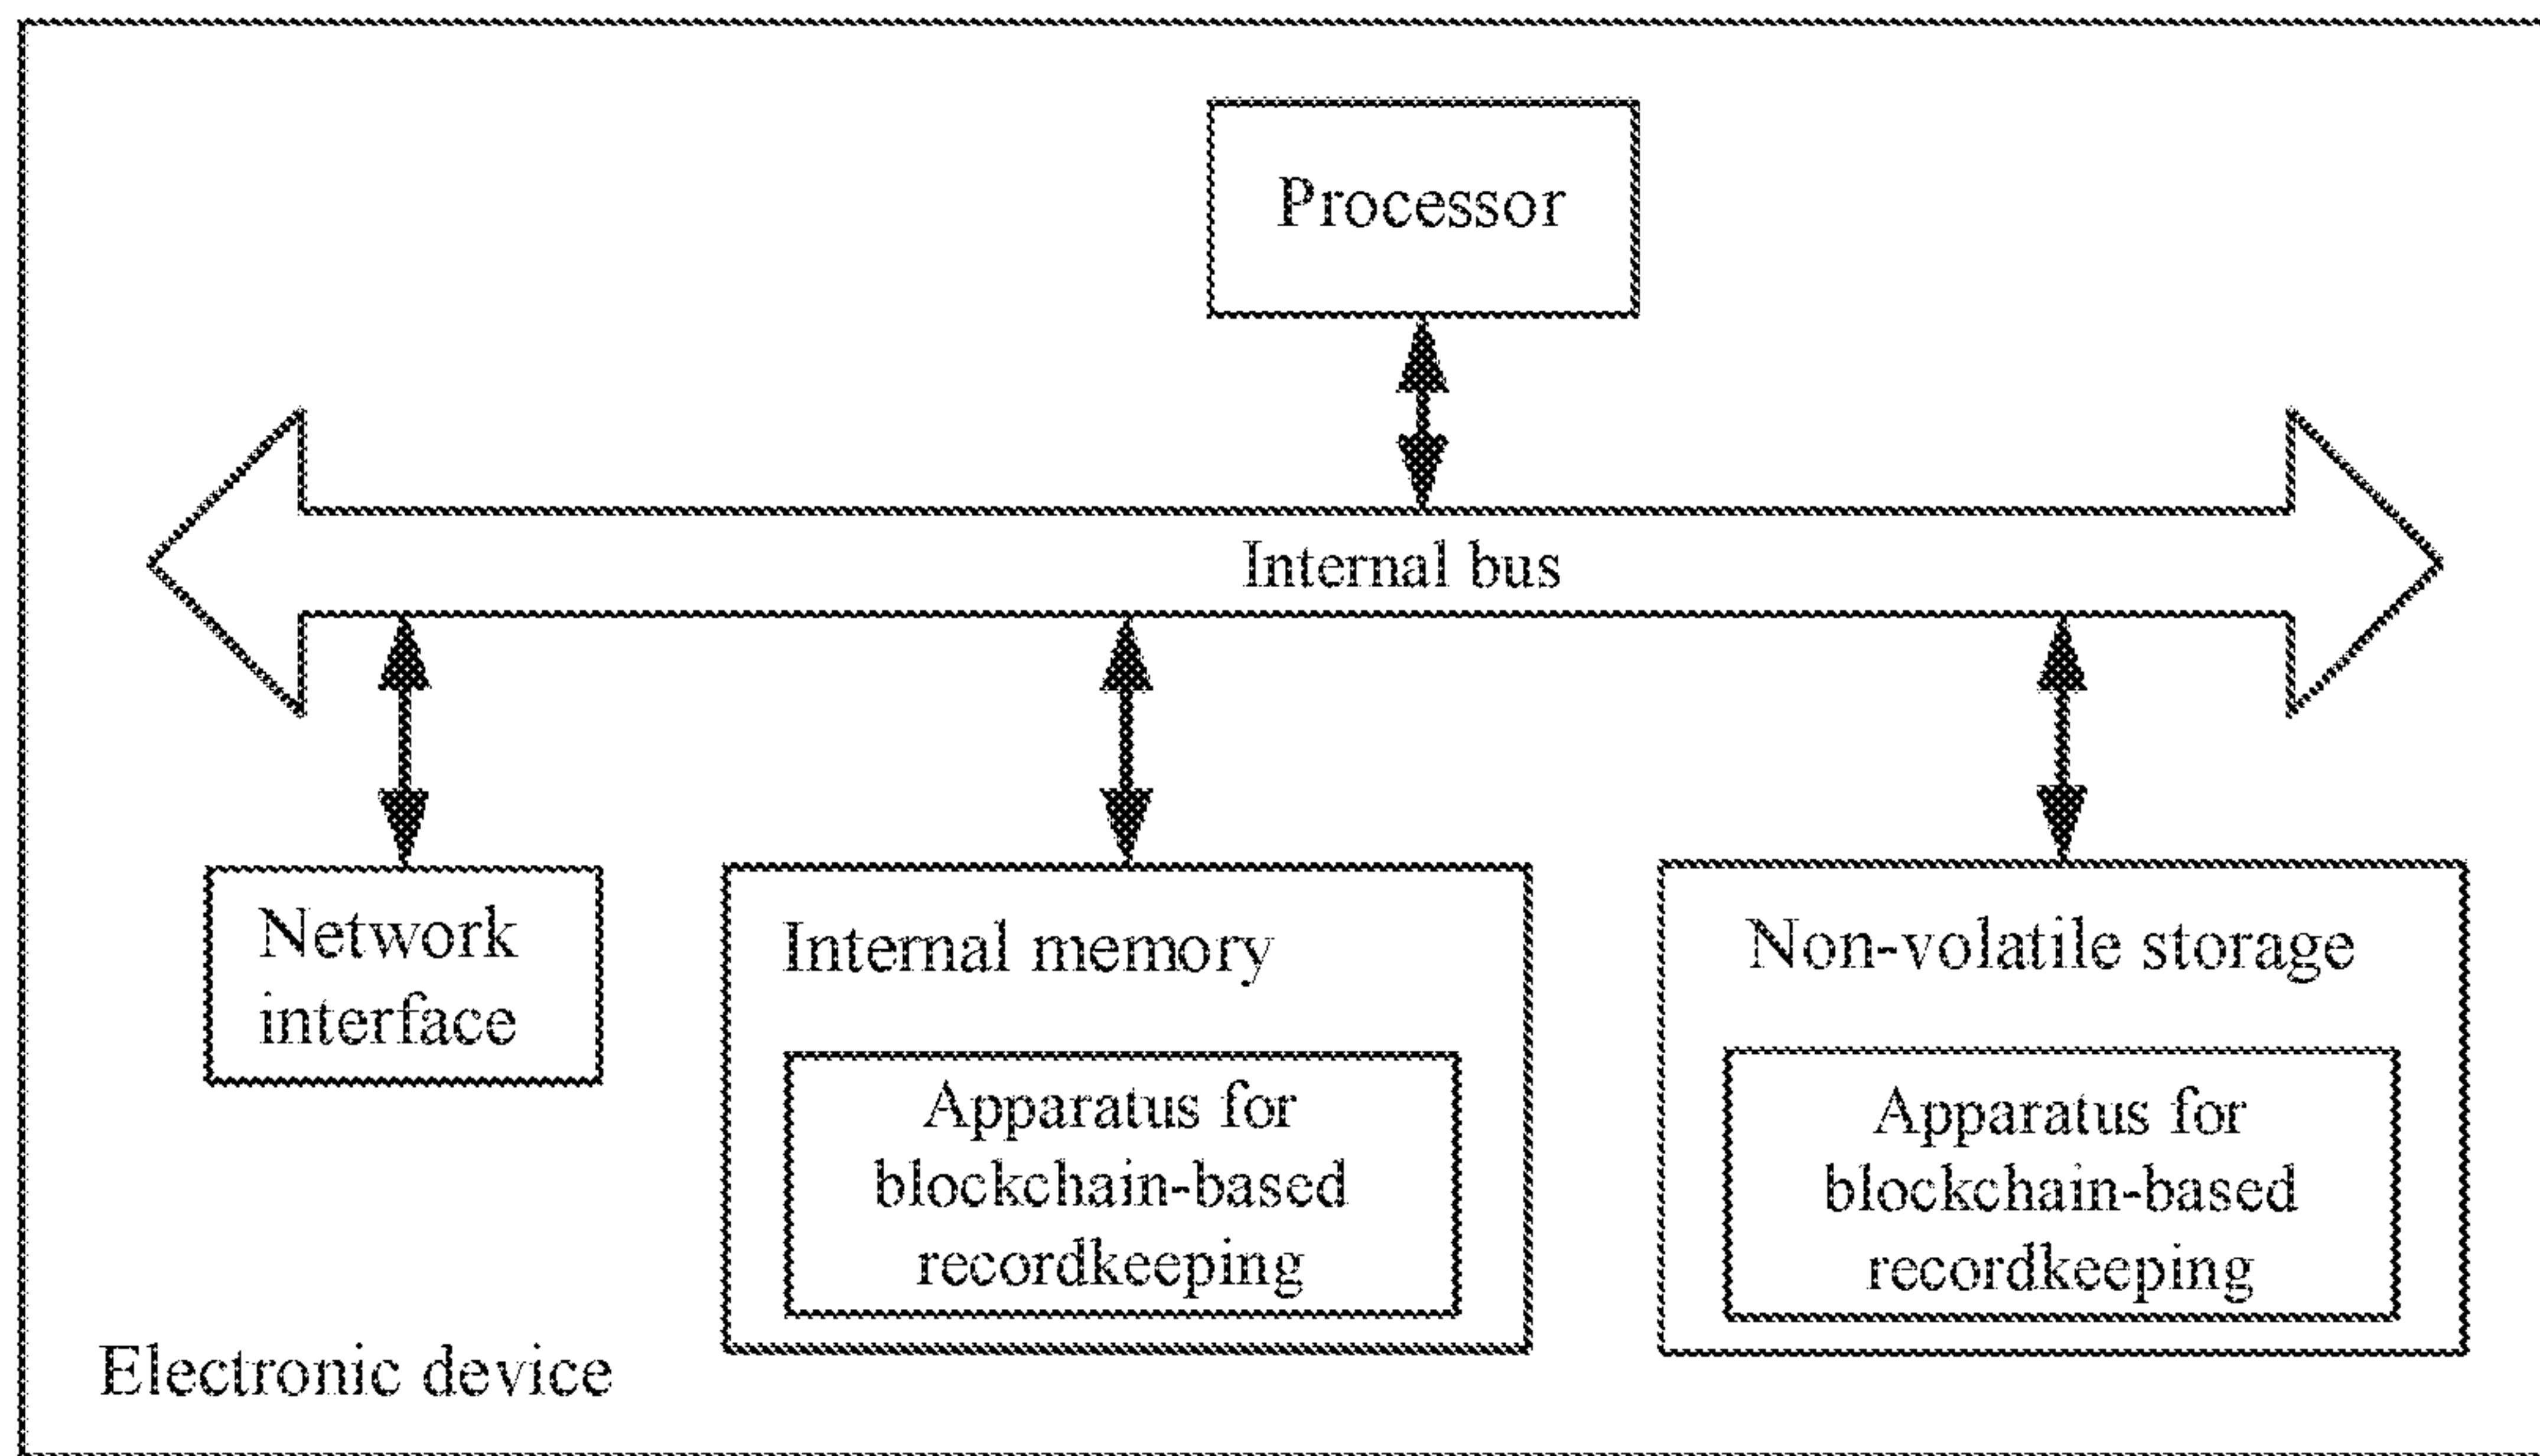 Processor
Internal bus
Network
interface
Internal memory
Apparatus for
blockchain-based
recordkeeping
Non-volatile storage
Apparatus for
blockchain-based
recordkeeping
Electronic device